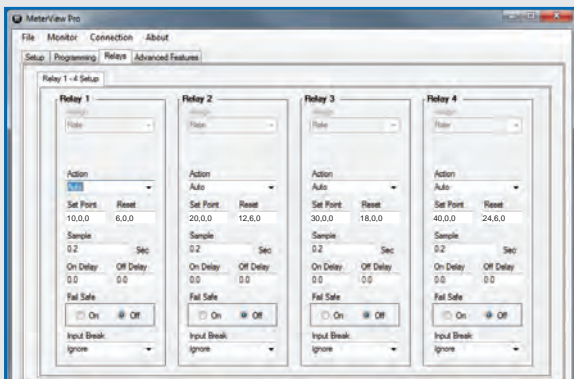 MeterView Pro
File Monitor Connection About
Setup Programming Relays Advanced Features
Relay 1 - 4 Setup
Relay 1 Relay 2 Relay 3 Relay 4
Assign Assign Assign Assign
Rate Rate Rate Rate
Action Action Action Action
Auto Auto Auto Auto
Set Point Reset Set Point Reset Set Point Reset Set Point Reset
10,0,0 6,0,0 20,0,0 12,6,0 30,0,0 18,0,0 40,0,0 24,6,0
Sample Sample Sample Sample
0.2 Sec 0.2 Sec 0.2 Sec 0.2 Sec
On Delay Off Delay On Delay Off Delay On Delay Off Delay On Delay Off Delay
0.0 0.0 0.0 0.0 0.0 0.0 0.0 0.0
Fail Safe Fail Safe Fail Safe Fail Safe
On Off On Off On Off On Off
Input Break Input Break Input Break Input Break
Ignore Ignore Ignore Ignore